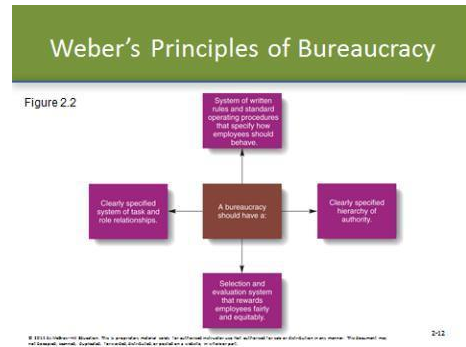 Weber's Principles of Bureaucracy
Figure 2.2
System of written
rules and standard
operating procedures
that specify how
employees should
behave.
Clearly specified
system of task and
role relationships.
A bureaucracy
should have a:
Clearly specified
hierarchy of
authority.
Selection and
evaluation system
that rewards
employees fairly
and equitably.
2-12